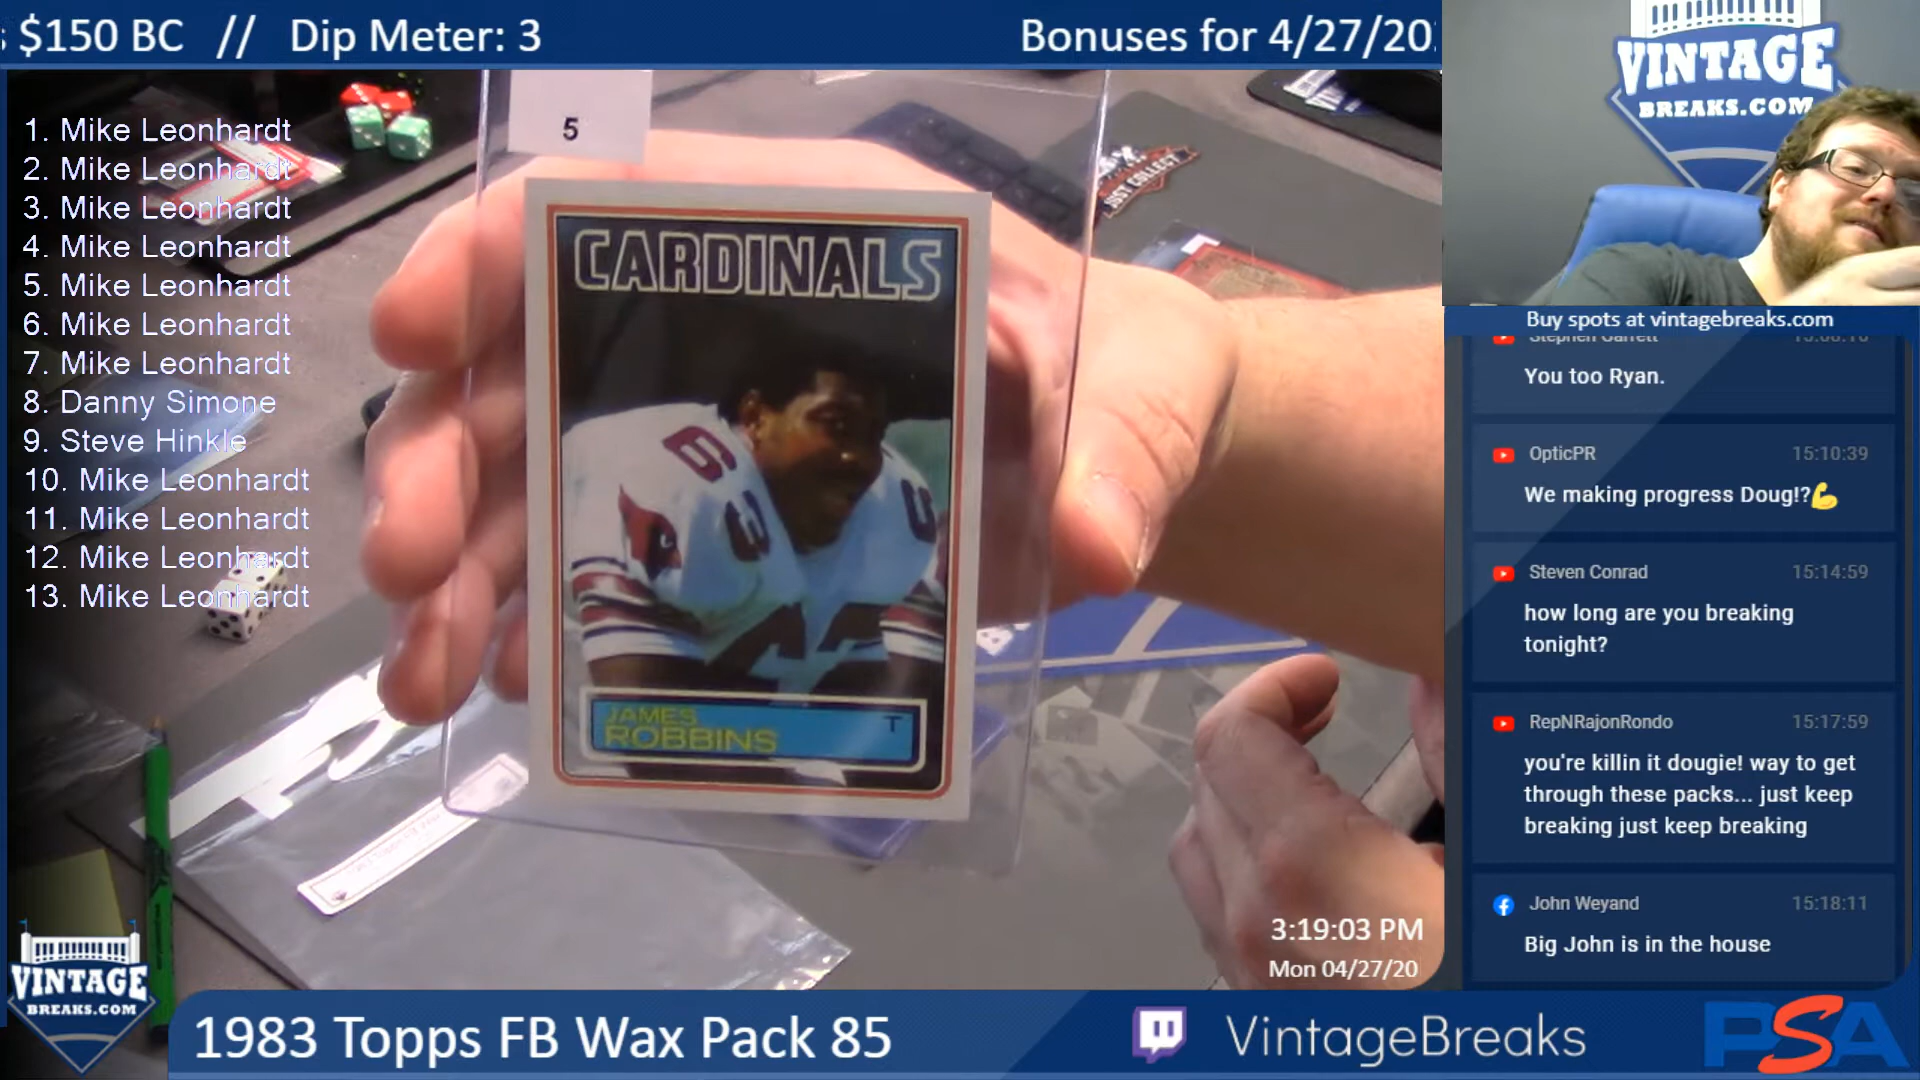 $150 BC // Dip Meter: 3
Bonuses for 4/27/20
1. Mike Leonhardt
2. Mike Leonhardt
3. Mike Leonhardt
4. Mike Leonhardt
5. Mike Leonhardt
6. Mike Leonhardt
7. Mike Leonhardt
8. Danny Simone
9. Steve Hinkle
10. Mike Leonhardt
11. Mike Leonhardt
12. Mike Leonhardt
13. Mike Leonhardt
5
JUST COLLECT
CARDINALS
63
63
JAMES
ROBBINS
T
VINTAGE
BREAKS.COM
Buy spots at vintagebreaks.com
Stephen Garrett
You too Ryan.
OpticPR 15:10:39
We making progress Doug!?💪
Steven Conrad 15:14:59
how long are you breaking
tonight?
RepNRajonRondo 15:17:59
you're killin it dougie! way to get
through these packs... just keep
breaking just keep breaking
John Weyand 15:18:11
Big John is in the house
3:19:03 PM
Mon 04/27/20
VINTAGE
BREAKS.COM
1983 Topps FB Wax Pack 85
VintageBreaks
PSA